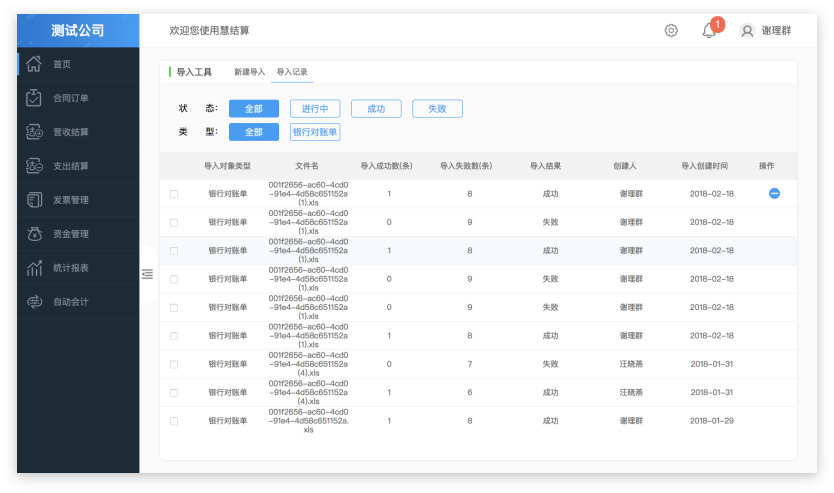 测试公司
欢迎您使用慧结算
1
谢理群
首页
合同订单
营收结算
支出结算
发票管理
资金管理
统计报表
自动会计
导入工具 新建导入 导入记录
状 态: 全部 进行中 成功 失败
类 型: 全部 银行对账单
导入对象类型 文件名 导入成功数(条) 导入失败数(条) 导入结果 创建人 导入创建时间 操作
银行对账单 001f2656-ac60-4cd0
-91e4-4d58c651152a
(1).xls
1 8 成功 谢理群 2018-02-18
银行对账单 001f2656-ac60-4cd0
-91e4-4d58c651152a
(1).xls
0 9 失败 谢理群 2018-02-18
银行对账单 001f2656-ac60-4cd0
-91e4-4d58c651152a
(1).xls
1 8 成功 谢理群 2018-02-18
银行对账单 001f2656-ac60-4cd0
-91e4-4d58c651152a
(1).xls
0 9 失败 谢理群 2018-02-18
银行对账单 001f2656-ac60-4cd0
-91e4-4d58c651152a
(1).xls
0 9 失败 谢理群 2018-02-18
银行对账单 001f2656-ac60-4cd0
-91e4-4d58c651152a
(1).xls
1 8 成功 谢理群 2018-02-18
银行对账单 001f2656-ac60-4cd0
-91e4-4d58c651152a
(4).xls
0 7 失败 汪晓燕 2018-01-31
银行对账单 001f2656-ac60-4cd0
-91e4-4d58c651152a
(4).xls
1 6 成功 汪晓燕 2018-01-31
银行对账单 001f2656-ac60-4cd0
-91e4-4d58c651152a.
xls
1 8 成功 谢理群 2018-01-29